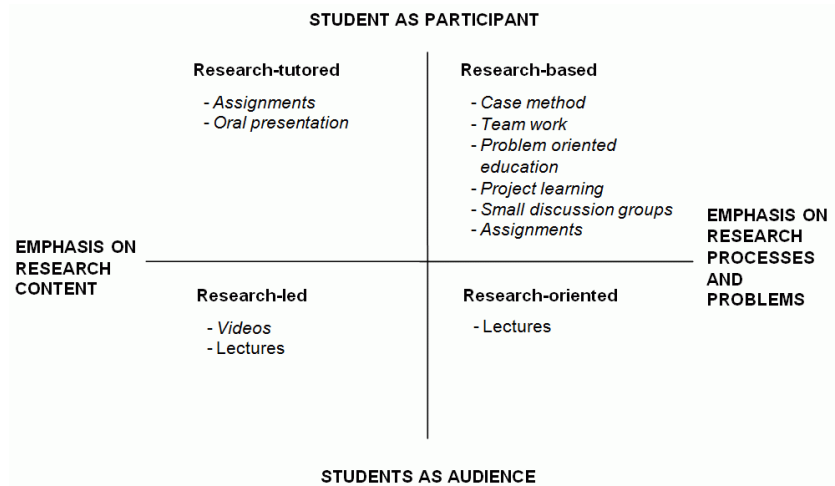 STUDENT AS PARTICIPANT
Research-tutored
- Assignments
- Oral presentation
Research-based
- Case method
- Team work
- Problem oriented
education
- Project learning
- Small discussion groups
- Assignments
EMPHASIS ON
RESEARCH
CONTENT
EMPHASIS ON
RESEARCH
PROCESSES
AND
PROBLEMS
Research-led
- Videos
- Lectures
Research-oriented
- Lectures
STUDENTS AS AUDIENCE